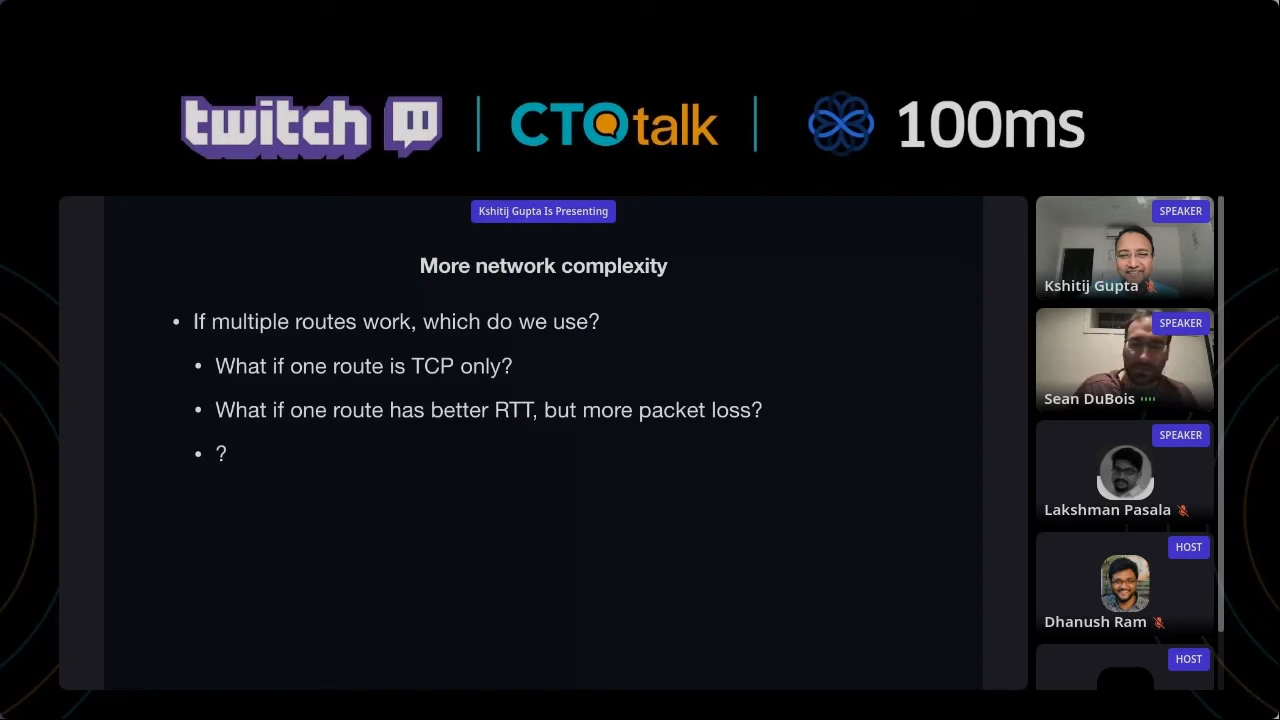 twitch
CTOtalk
100ms
Kshitij Gupta Is Presenting
More network complexity
• If multiple routes work, which do we use?
• What if one route is TCP only?
• What if one route has better RTT, but more packet loss?
• ?
SPEAKER
Kshitij Gupta
SPEAKER
Sean DuBois
SPEAKER
Lakshman Pasala
HOST
Dhanush Ram
HOST